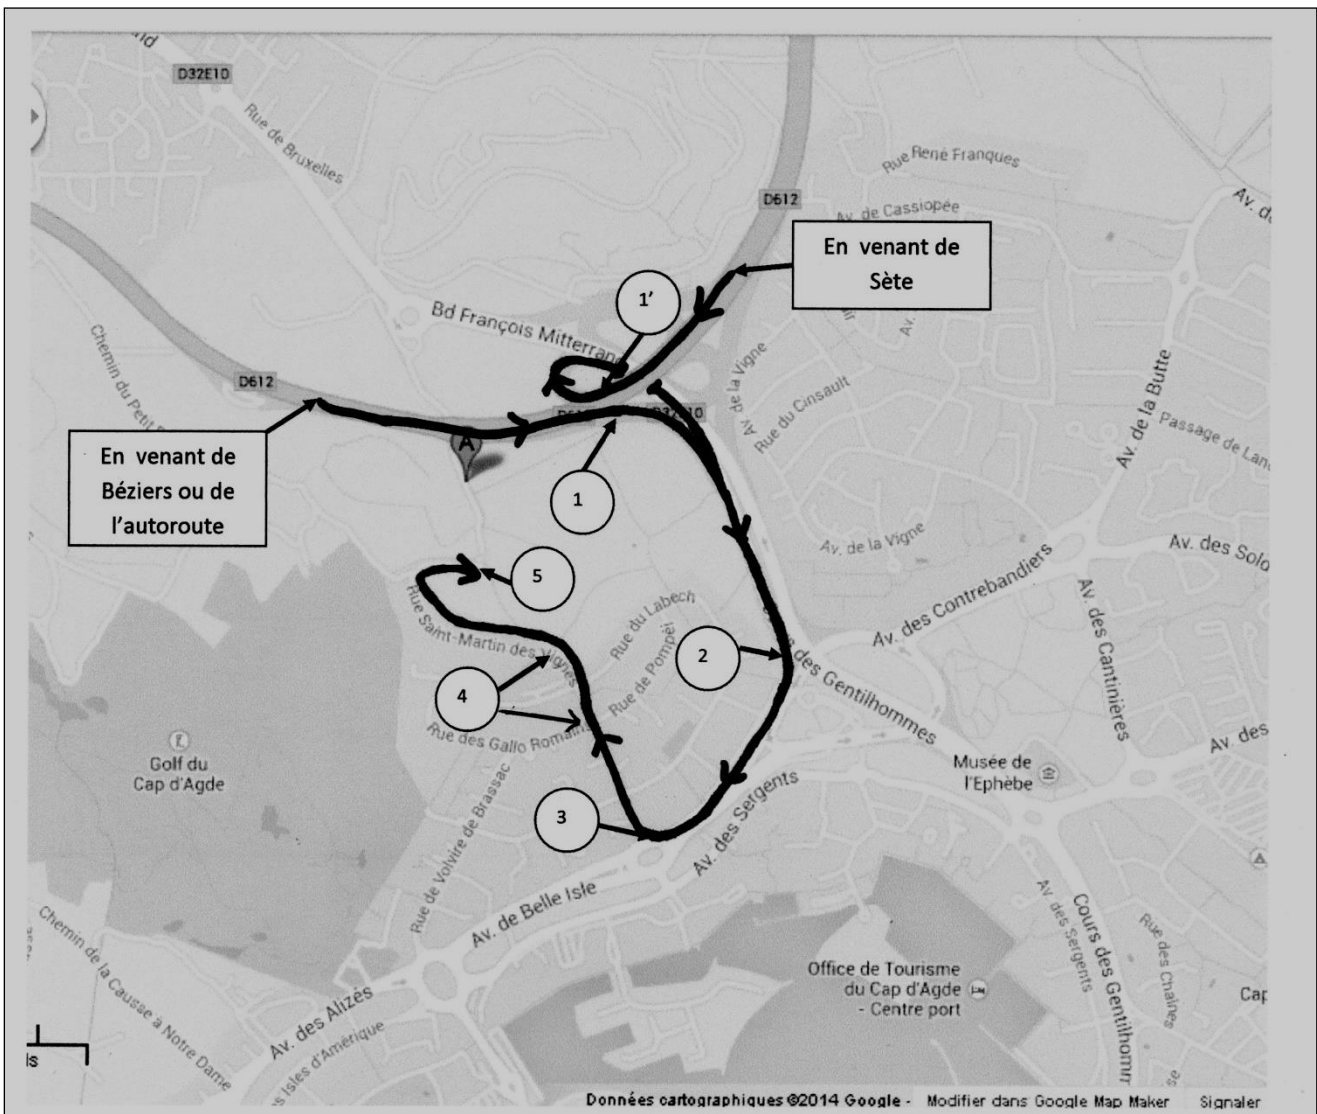 D32E10
Rue de Bruxelles
Rue René Franques
D612
Av. de Cassiopée
En venant de
Sète
1'
Bd François Mitterrand
Chemin du Petit
D612
Av. de la Vigne
Rue du Cinsault
Av. de la Butte
Passage de
A
En venant de
Béziers ou de
l'autoroute
1
Av. de la Vigne
Av. des Contrebandiers
Av. des
5
Rue Saint-Martin des Vignes
Rue du Labech
Rue de Pompéi
2
des Gentilhommes
Av. des Cantinières
4
Rue des Gallo Romains
Av. des
Golf du
Cap d'Agde
Musée de
l'Ephèbe
Rue de Volvire de Brassac
3
Av. des Sergents
Av. de Belle Isle
Chemin de la Causse à Notre Dame
Av. des Alizés
Isles d'Amérique
Office de Tourisme
du Cap d'Agde
- Centre port
Av. des Sergents
Cours des Gentilhomm
Rue des Chaînes
Cap
Données cartographiques ©2014 Google - Modifier dans Google Map Maker Signaler